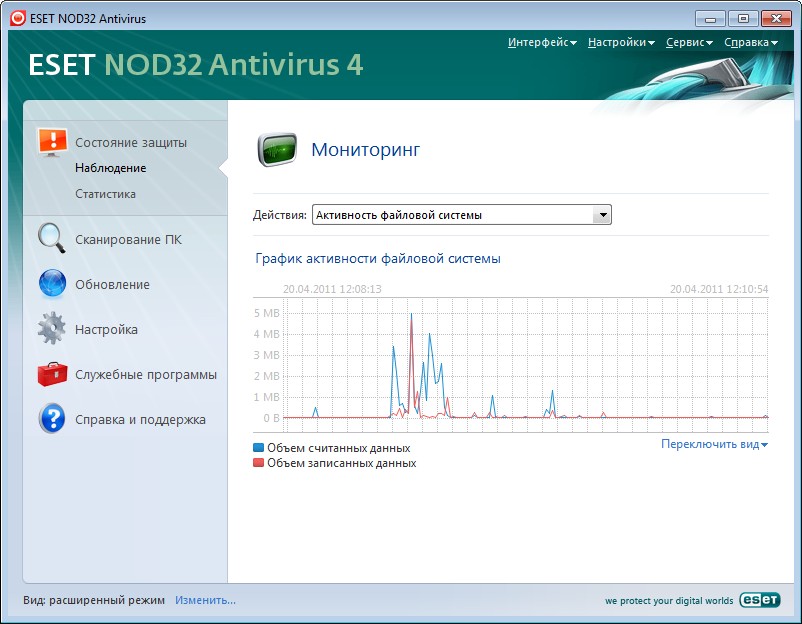 ESET NOD32 Antivirus
Интерфейс Настройки Сервис Справка
ESET NOD32 Antivirus 4
Состояние защиты
Наблюдение
Статистика
Сканирование ПК
Обновление
Настройка
Служебные программы
Справка и поддержка
Мониторинг
Действия: Активность файловой системы
График активности файловой системы
20.04.2011 12:08:13 20.04.2011 12:10:54
5 MB
4 MB
3 MB
2 MB
1 MB
0 B
Объем считанных данных
Объем записанных данных
Переключить вид
Вид: расширенный режим Изменить...
we protect your digital worlds eset